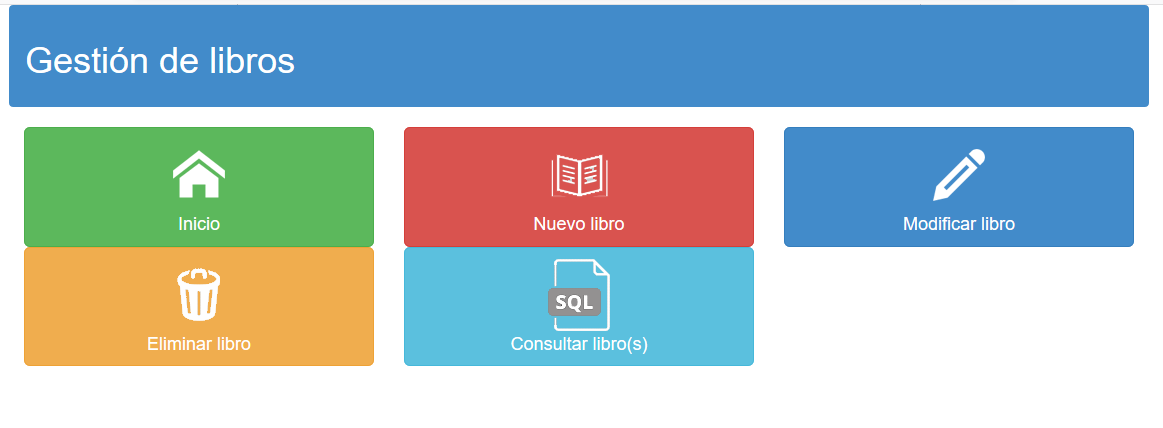 Gestión de libros
Inicio
Nuevo libro
Modificar libro
Eliminar libro
SQL
Consultar libro(s)